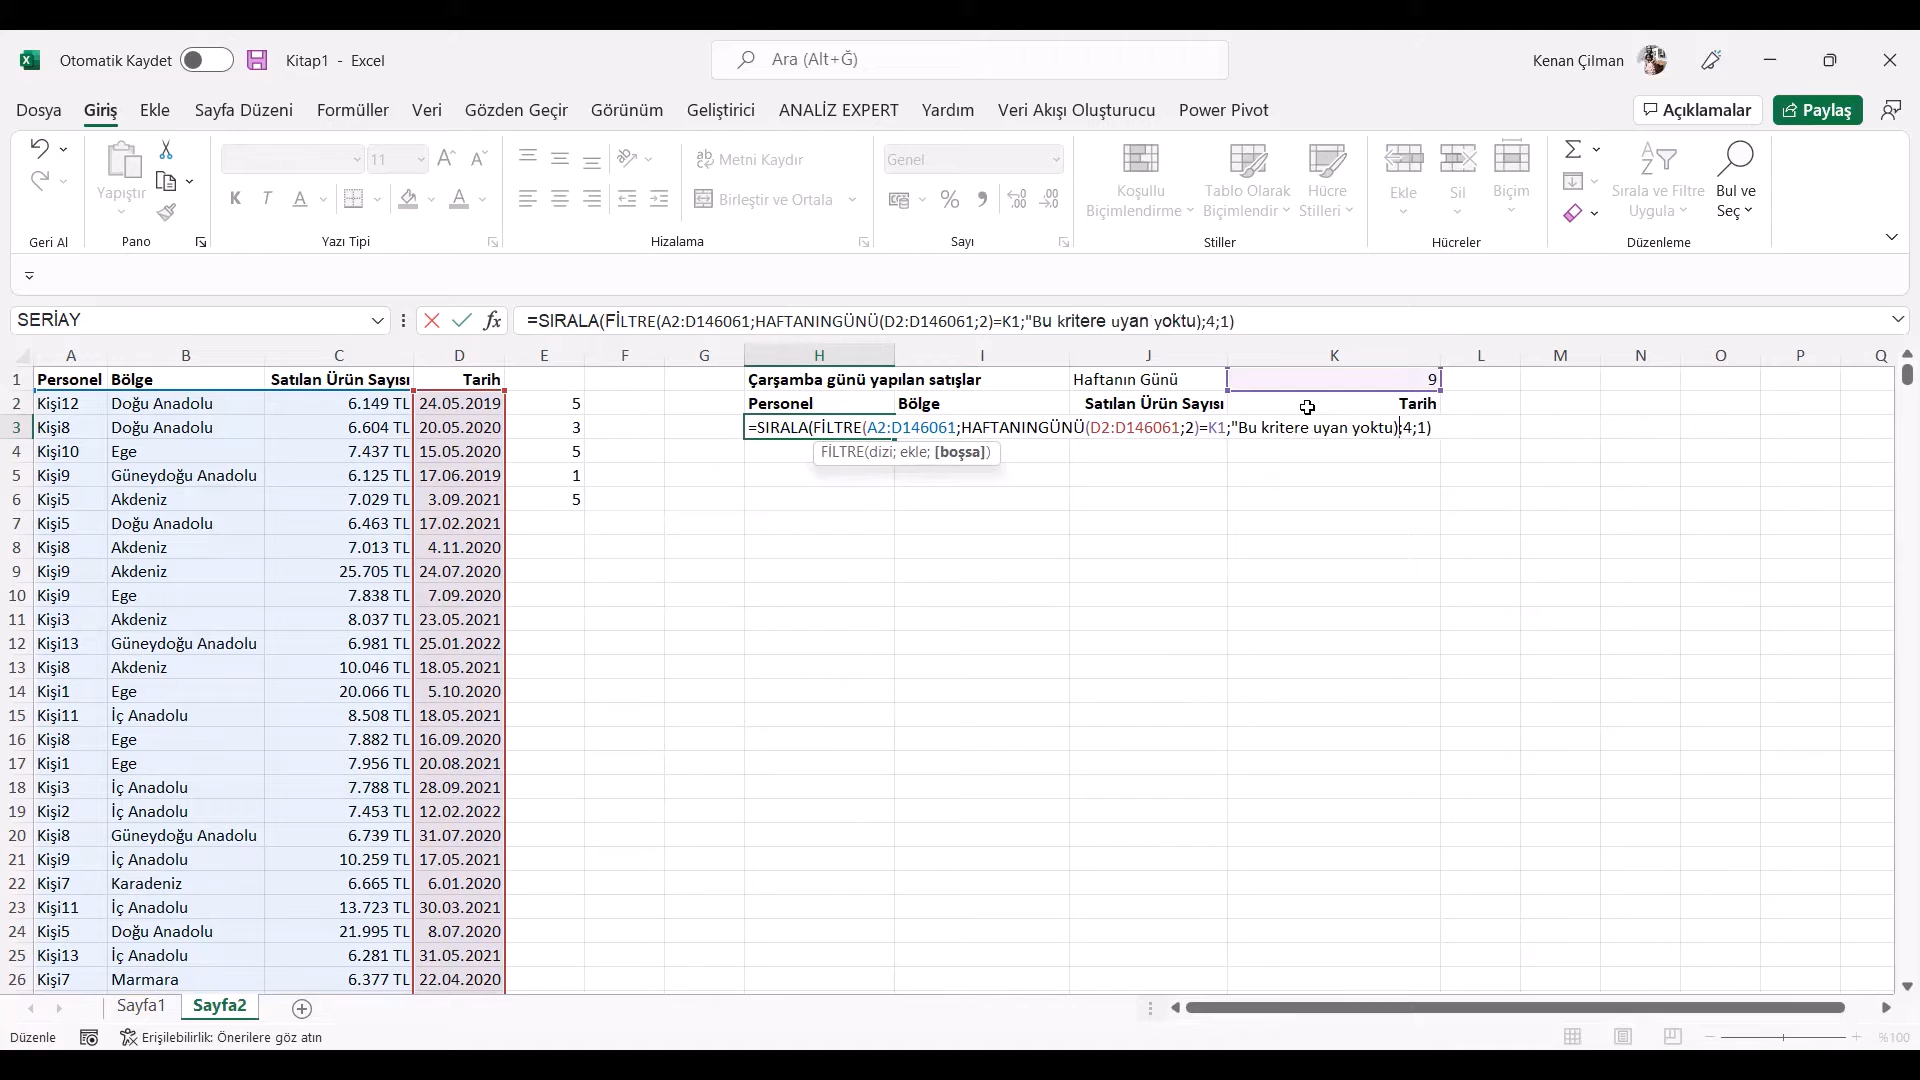 Otomatik Kaydet Kitap1 - Excel Ara (Alt+Ğ) Kenan Çilman
Dosya Giriş Ekle Sayfa Düzeni Formüller Veri Gözden Geçir Görünüm Geliştirici ANALİZ EXPERT Yardım Veri Akışı Oluşturucu Power Pivot Açıklamalar Paylaş
Yapıştır 11 Metni Kaydır Genel Koşullu Biçimlendirme Tablo Olarak Biçimlendir Hücre Stilleri Ekle Sil Biçim Sırala ve Filtre Uygula Bul ve Seç
K T A Birleştir ve Ortala %
Geri Al Pano Yazı Tipi Hizalama Sayı Stiller Hücreler Düzenleme
SERİAY fx =SIRALA(FİLTRE(A2:D146061;HAFTANINGÜNÜ(D2:D146061;2)=K1;"Bu kritere uyan yoktu);4;1)
A B C D E F G H I J K L M N O P Q
1 Personel Bölge Satılan Ürün Sayısı Tarih Çarşamba günü yapılan satışlar Haftanın Günü 9
2 Kişi12 Doğu Anadolu 6.149 TL 24.05.2019 5 Personel Bölge Satılan Ürün Sayısı Tarih
3 Kişi8 Doğu Anadolu 6.604 TL 20.05.2020 3 =SIRALA(FİLTRE(A2:D146061;HAFTANINGÜNÜ(D2:D146061;2)=K1;"Bu kritere uyan yoktu);4;1)
4 Kişi10 Ege 7.437 TL 15.05.2020 5 FİLTRE(dizi; ekle; [boşsa])
5 Kişi9 Güneydoğu Anadolu 6.125 TL 17.06.2019 1
6 Kişi5 Akdeniz 7.029 TL 3.09.2021 5
7 Kişi5 Doğu Anadolu 6.463 TL 17.02.2021
8 Kişi8 Akdeniz 7.013 TL 4.11.2020
9 Kişi9 Akdeniz 25.705 TL 24.07.2020
10 Kişi9 Ege 7.838 TL 7.09.2020
11 Kişi3 Akdeniz 8.037 TL 23.05.2021
12 Kişi13 Güneydoğu Anadolu 6.981 TL 25.01.2022
13 Kişi8 Akdeniz 10.046 TL 18.05.2021
14 Kişi1 Ege 20.066 TL 5.10.2020
15 Kişi11 İç Anadolu 8.508 TL 18.05.2021
16 Kişi8 Ege 7.882 TL 16.09.2020
17 Kişi1 Ege 7.956 TL 20.08.2021
18 Kişi3 İç Anadolu 7.788 TL 28.09.2021
19 Kişi2 İç Anadolu 7.453 TL 12.02.2022
20 Kişi8 Güneydoğu Anadolu 6.739 TL 31.07.2020
21 Kişi9 İç Anadolu 10.259 TL 17.05.2021
22 Kişi7 Karadeniz 6.665 TL 6.01.2020
23 Kişi11 İç Anadolu 13.723 TL 30.03.2021
24 Kişi5 Doğu Anadolu 21.995 TL 8.07.2020
25 Kişi13 İç Anadolu 6.281 TL 31.05.2021
26 Kişi7 Marmara 6.377 TL 22.04.2020
Sayfa1 Sayfa2
Düzenle Erişilebilirlik: Önerilere göz atın %100